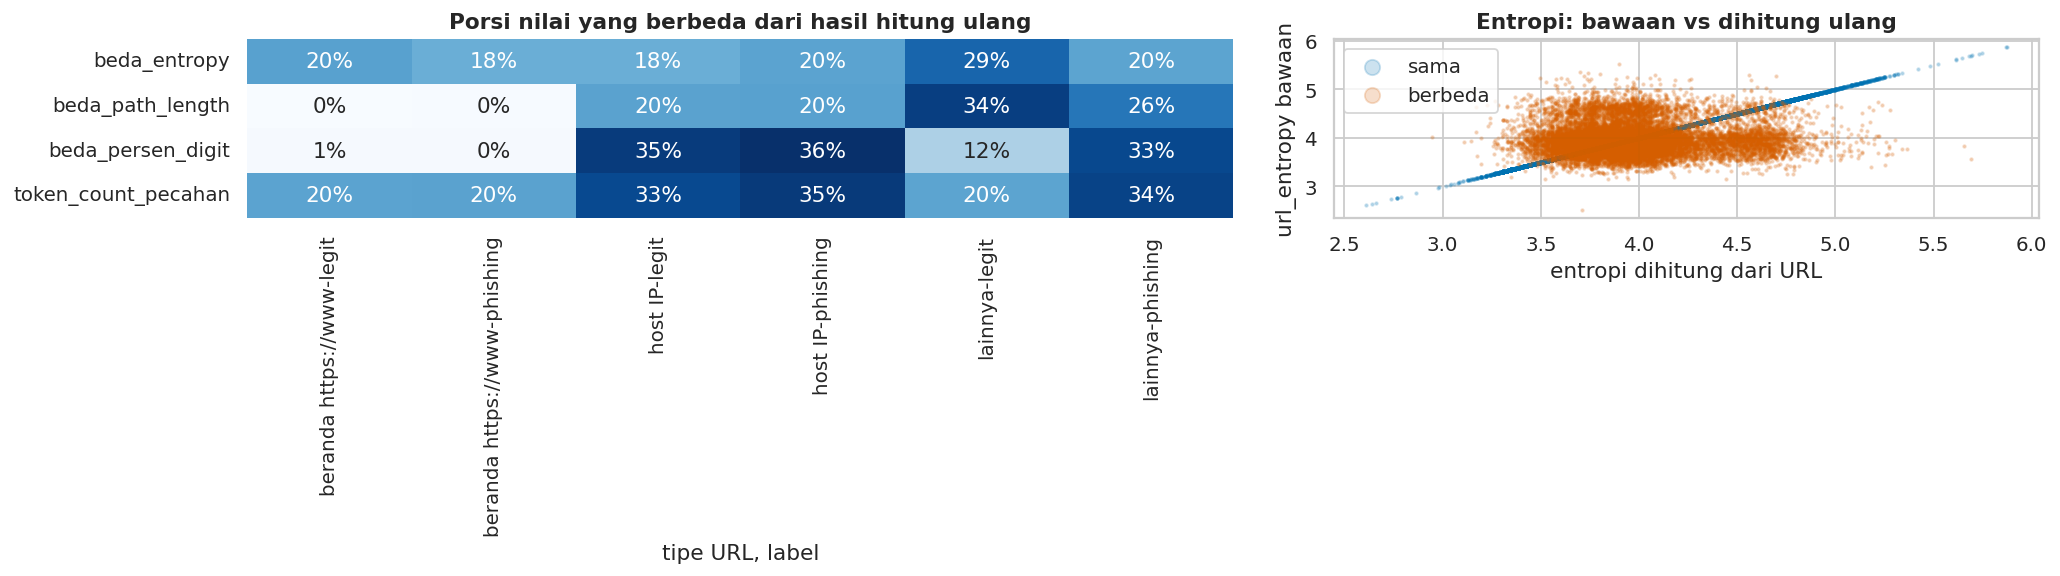 Porsi nilai yang berbeda dari hasil hitung ulang
beda_entropy 20% 18% 18% 20% 29% 20%
beda_path_length 0% 0% 20% 20% 34% 26%
beda_persen_digit 1% 0% 35% 36% 12% 33%
token_count_pecahan 20% 20% 33% 35% 20% 34%
beranda https://www-legit
beranda https://www-phishing
host IP-legit
host IP-phishing
lainnya-legit
lainnya-phishing
tipe URL, label
Entropi: bawaan vs dihitung ulang
url_entropy bawaan
6
5
4
3
sama
berbeda
2.5 3.0 3.5 4.0 4.5 5.0 5.5 6.0
entropi dihitung dari URL